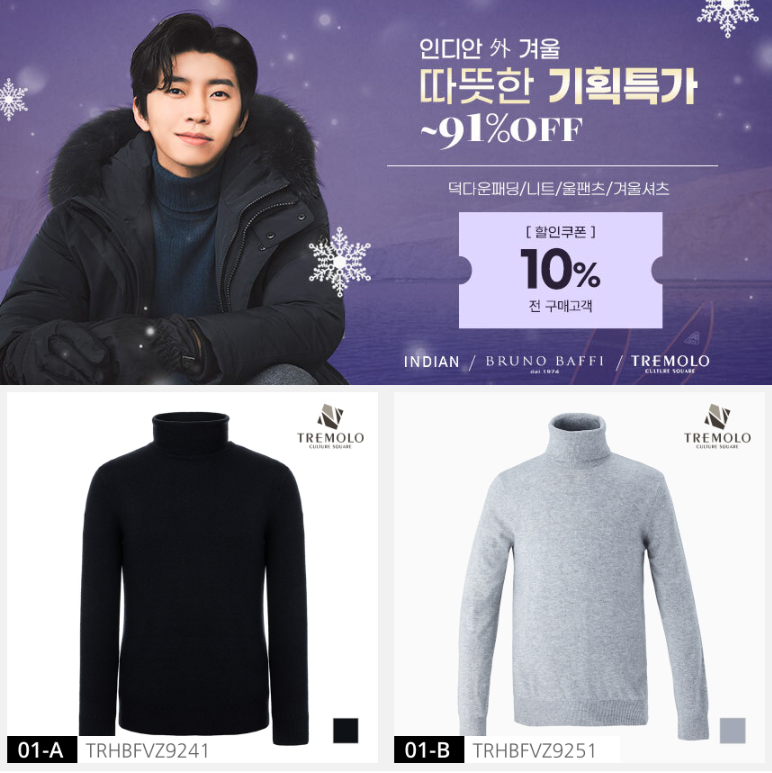 인디안 外 겨울
따뜻한 기획특가
~91%OFF
덕다운패딩/니트/울팬츠/겨울셔츠
[ 할인쿠폰 ]
10%
전 구매고객
INDIAN / BRUNO BAFFI / TREMOLO
dal 1974
CULTURE SQUARE
TREMOLO
CULTURE SQUARE
01-A TRHBFVZ9241
TREMOLO
CULTURE SQUARE
01-B TRHBFVZ9251